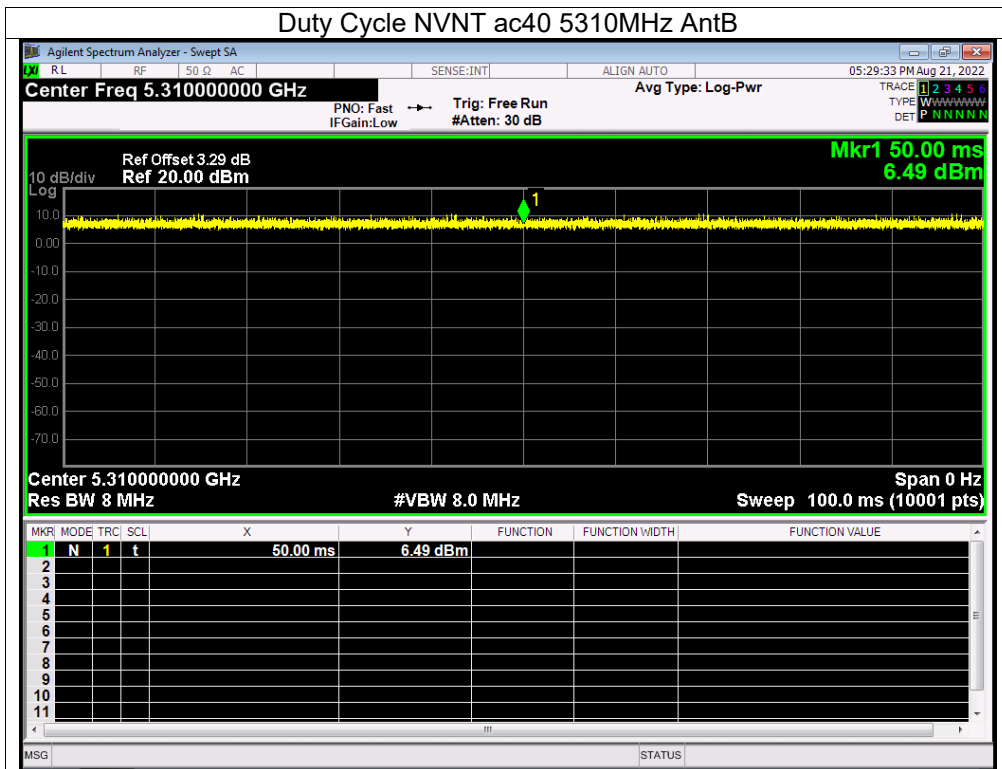 Duty Cycle NVNT ac40 5310MHz AntB
Agilent Spectrum Analyzer - Swept SA
LXI RL RF 50 Ω AC SENSE:INT ALIGN AUTO 05:29:33 PM Aug 21, 2022
Center Freq 5.310000000 GHz Avg Type: Log-Pwr TRACE 1 2 3 4 5 6
PNO: Fast Trig: Free Run TYPE WWWWWW
IFGain:Low #Atten: 30 dB DET P N N N N N
Mkr1 50.00 ms
Ref Offset 3.29 dB
10 dB/div Ref 20.00 dBm 6.49 dBm
Log
1
10.0
0.00
-10.0
-20.0
-30.0
-40.0
-50.0
-60.0
-70.0
Center 5.310000000 GHz Span 0 Hz
Res BW 8 MHz #VBW 8.0 MHz Sweep 100.0 ms (10001 pts)
MKR MODE TRC SCL X Y FUNCTION FUNCTION WIDTH FUNCTION VALUE
1 N 1 t 50.00 ms 6.49 dBm
2
3
4
5
6
7
8
9
10
11
MSG STATUS